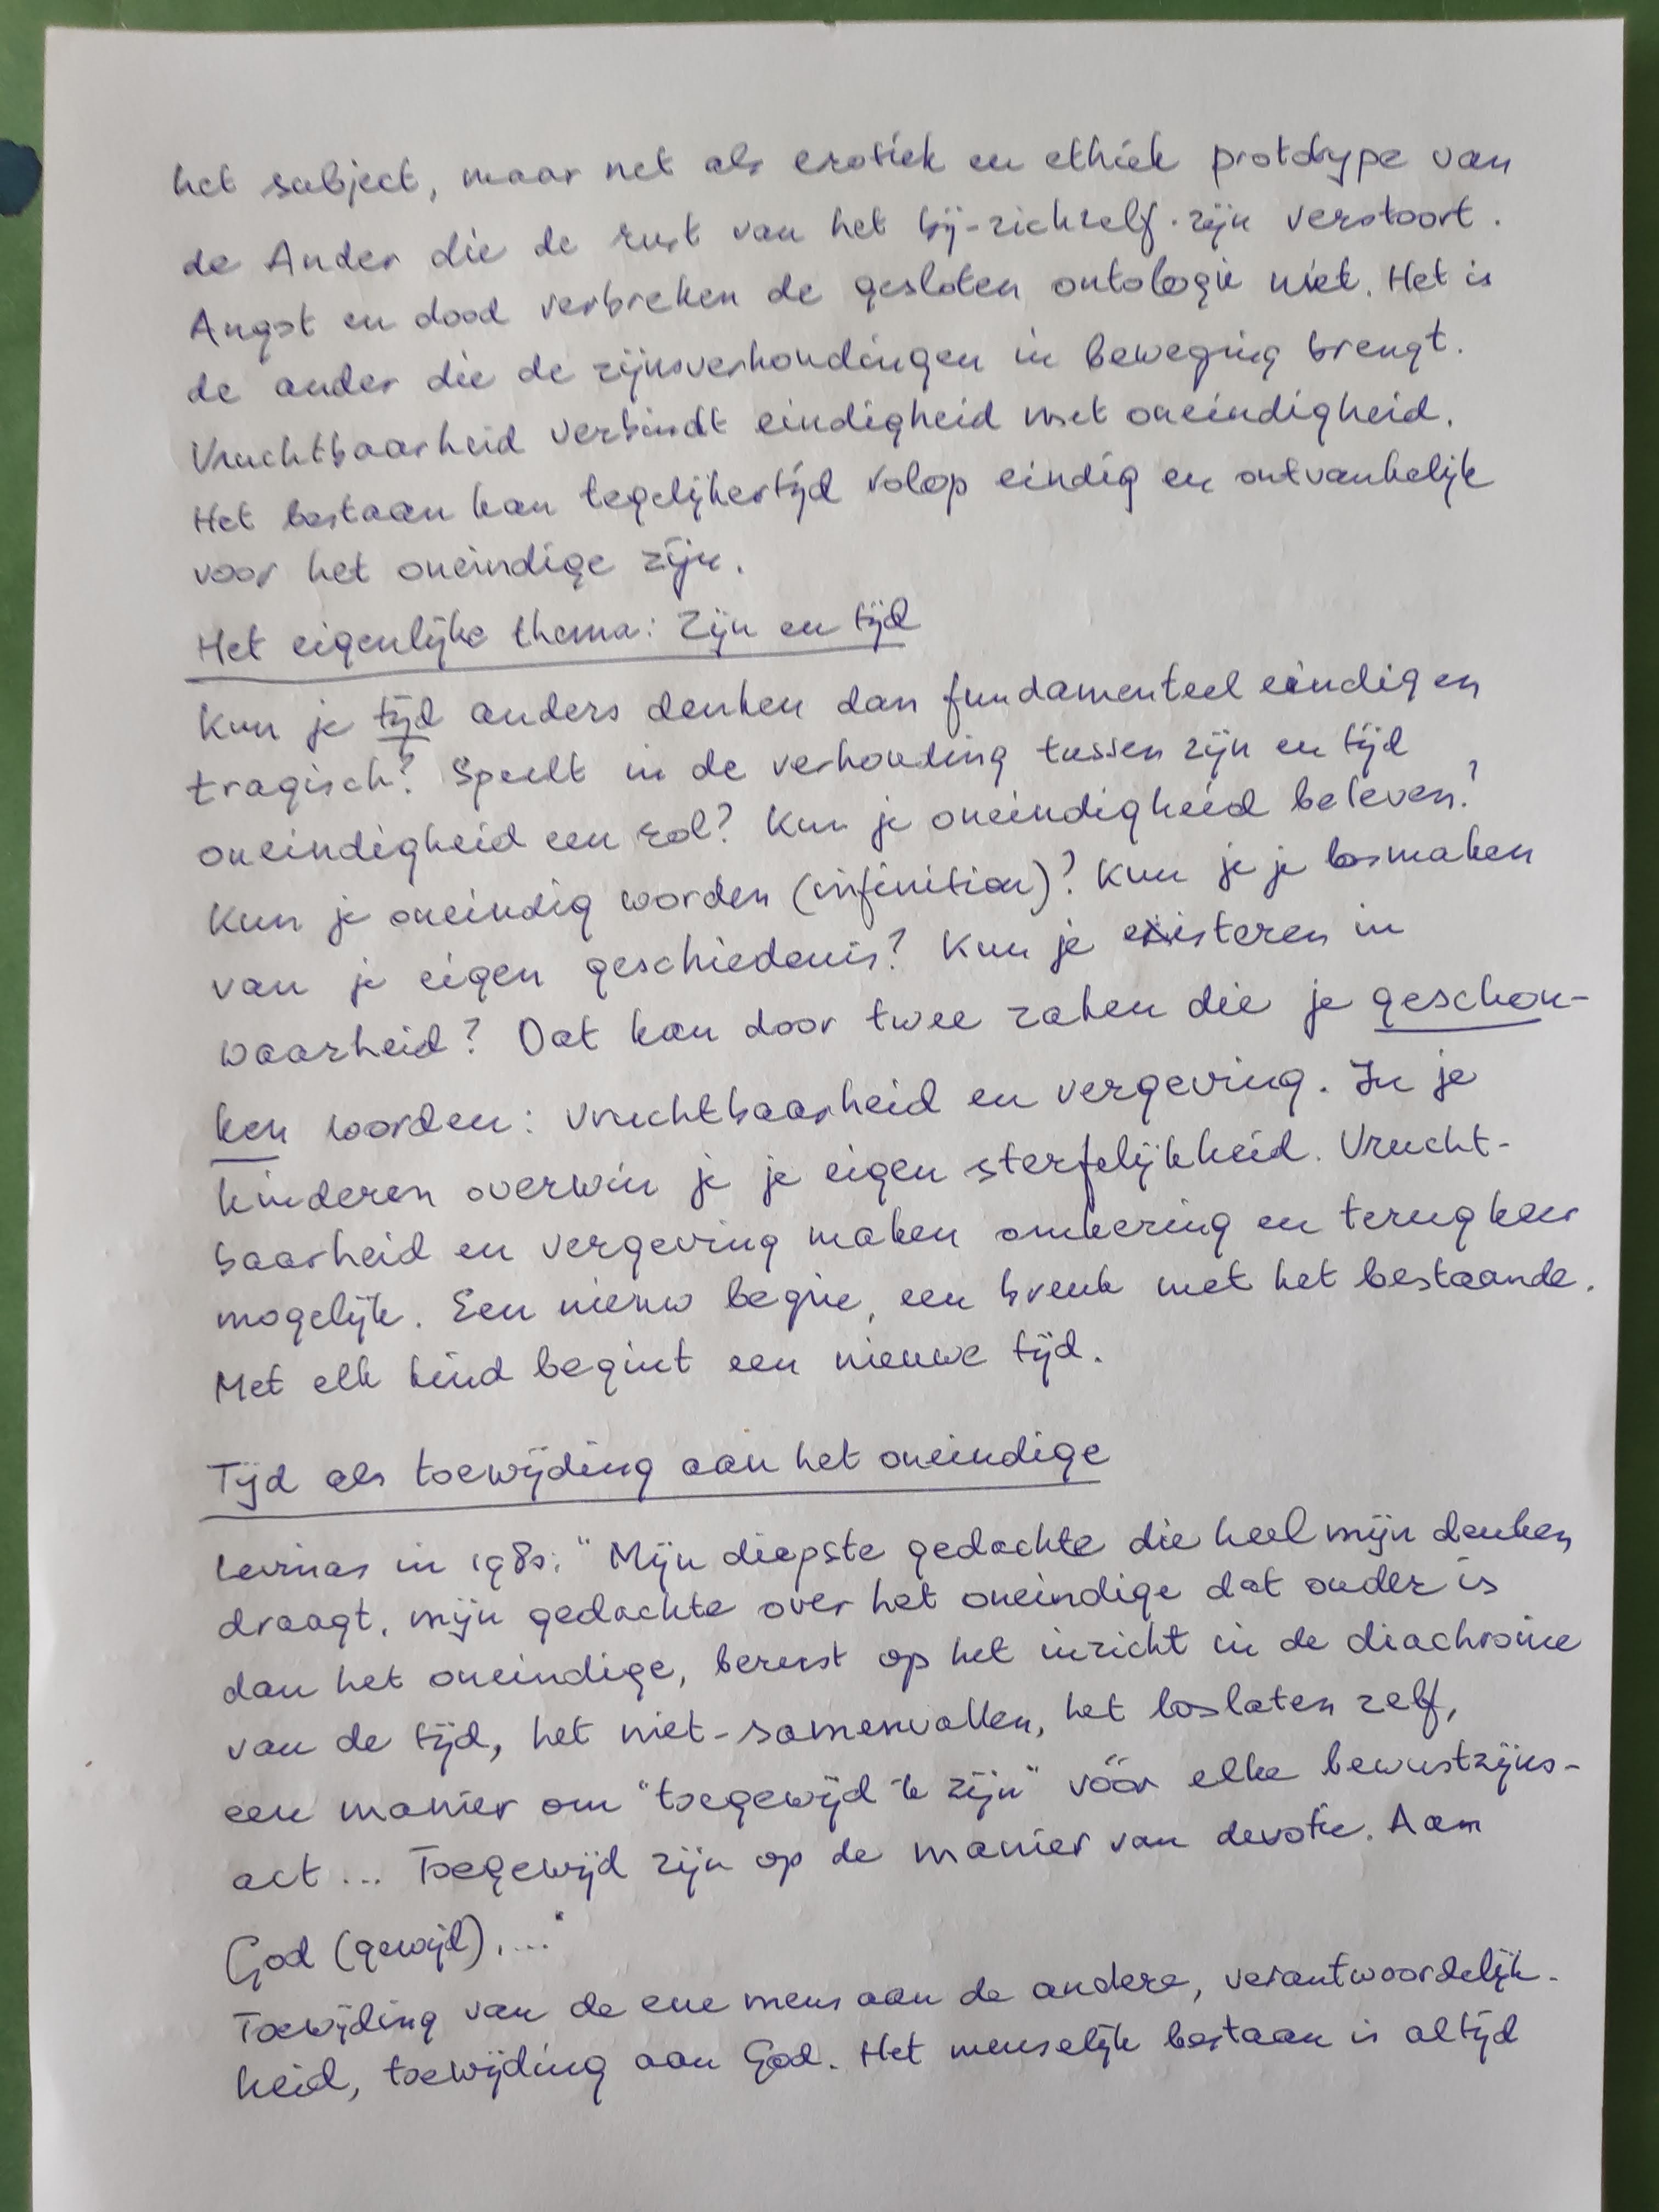 het subject, maar net als erotiek en ethiek prototype van
de Ander die de rust van het bij-zichzelf-zijn verstoort.
Angst en dood verbreken de gesloten ontologie niet. Het is
de ander die de zijnsverhoudingen in beweging brengt.
Vruchtbaarheid verbindt eindigheid met oneindigheid.
Het bestaan kan tegelijkertijd volop eindig en ontvankelijk
voor het oneindige zijn.
Het eigenlijke thema: Zijn en tijd
Kun je tijd anders denken dan fundamenteel eindig en
tragisch? Speelt in de verhouding tussen zijn en tijd
oneindigheid een rol? Kun je oneindigheid beleven?
Kun je oneindig worden (infinition)? Kun je je losmaken
van je eigen geschiedenis? Kun je existeren in
waarheid? Dat kan door twee zaken die je geschon-
ken worden: vruchtbaarheid en vergeving. In je
kinderen overwin je je eigen sterfelijkheid. Vrucht-
baarheid en vergeving maken omkering en terugkeer
mogelijk. Een nieuw begin, een breuk met het bestaande.
Met elk kind begint een nieuwe tijd.
Tijd als toewijding aan het oneindige
Levinas in 1980: "Mijn diepste gedachte die heel mijn denken
draagt, mijn gedachte over het oneindige dat ouder is
dan het oneindige, berust op het inzicht in de diachronie
van de tijd, het niet-samenvallen, het loslaten zelf,
een manier om "toegewijd te zijn" vóór elke bewustzijns-
act ... Toegewijd zijn op de manier van devotie. Aan
God (gewijd), ..."
Toewijding van de ene mens aan de andere, verantwoordelijk-
heid, toewijding aan God. Het menselijk bestaan is altijd